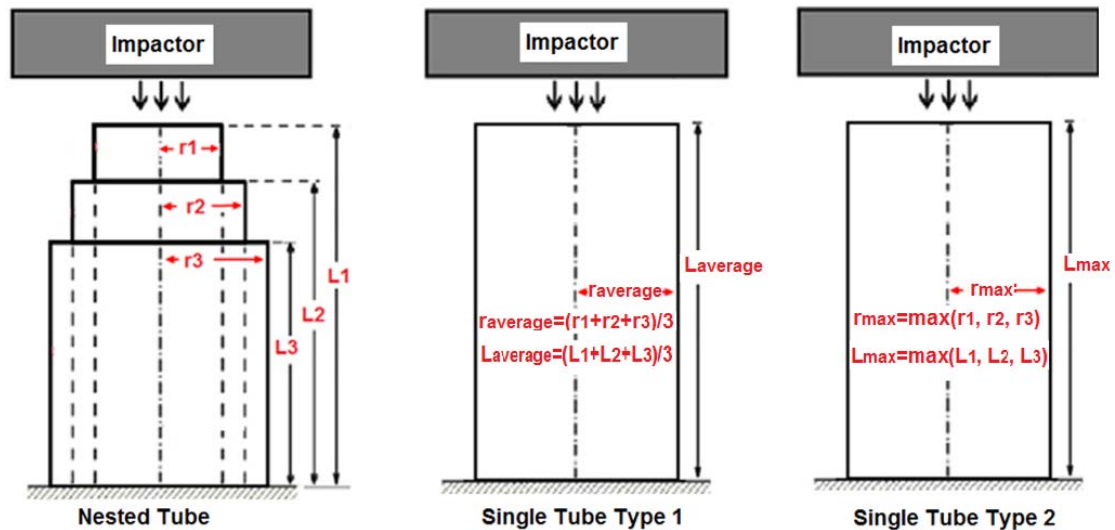 Impactor
r1
r2
r3
L1
L2
L3
Nested Tube
Impactor
Laverage
raverage
raverage=(r1+r2+r3)/3
Laverage=(L1+L2+L3)/3
Single Tube Type 1
Impactor
Lmax
rmax
rmax=max(r1, r2, r3)
Lmax=max(L1, L2, L3)
Single Tube Type 2